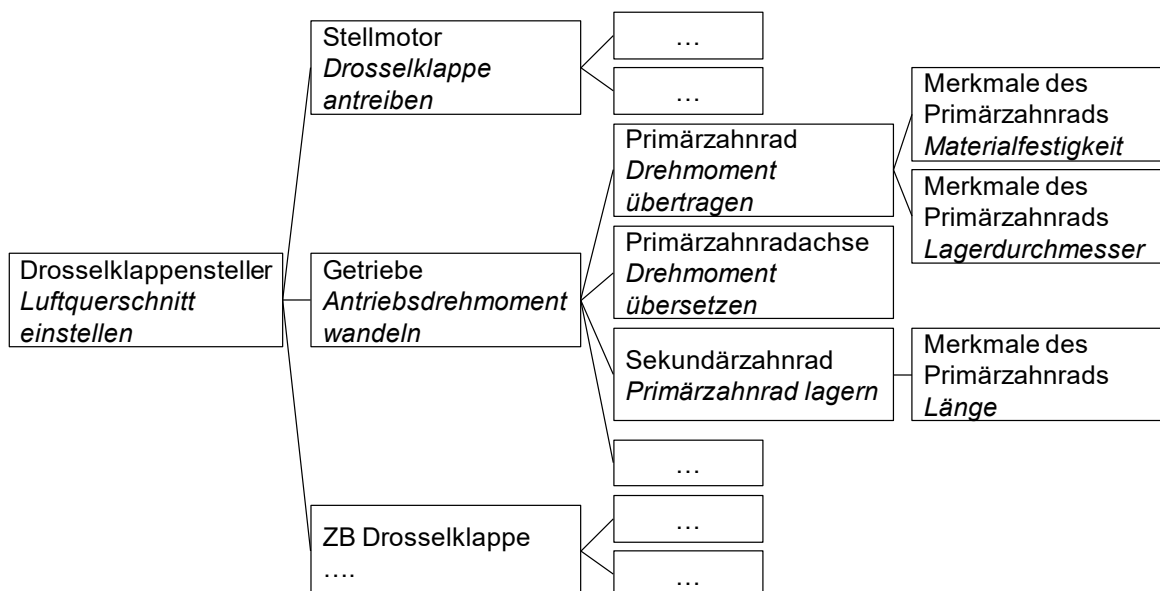 Drosselklappensteller
Luftquerschnitt
einstellen
Stellmotor
Drosselklappe
antreiben
Getriebe
Antriebsdrehmoment
wandeln
ZB Drosselklappe
….
…
…
Primärzahnrad
Drehmoment
übertragen
Primärzahnradachse
Drehmoment
übersetzen
Sekundärzahnrad
Primärzahnrad lagern
…
…
…
Merkmale des
Primärzahnrads
Materialfestigkeit
Merkmale des
Primärzahnrads
Lagerdurchmesser
Merkmale des
Primärzahnrads
Länge